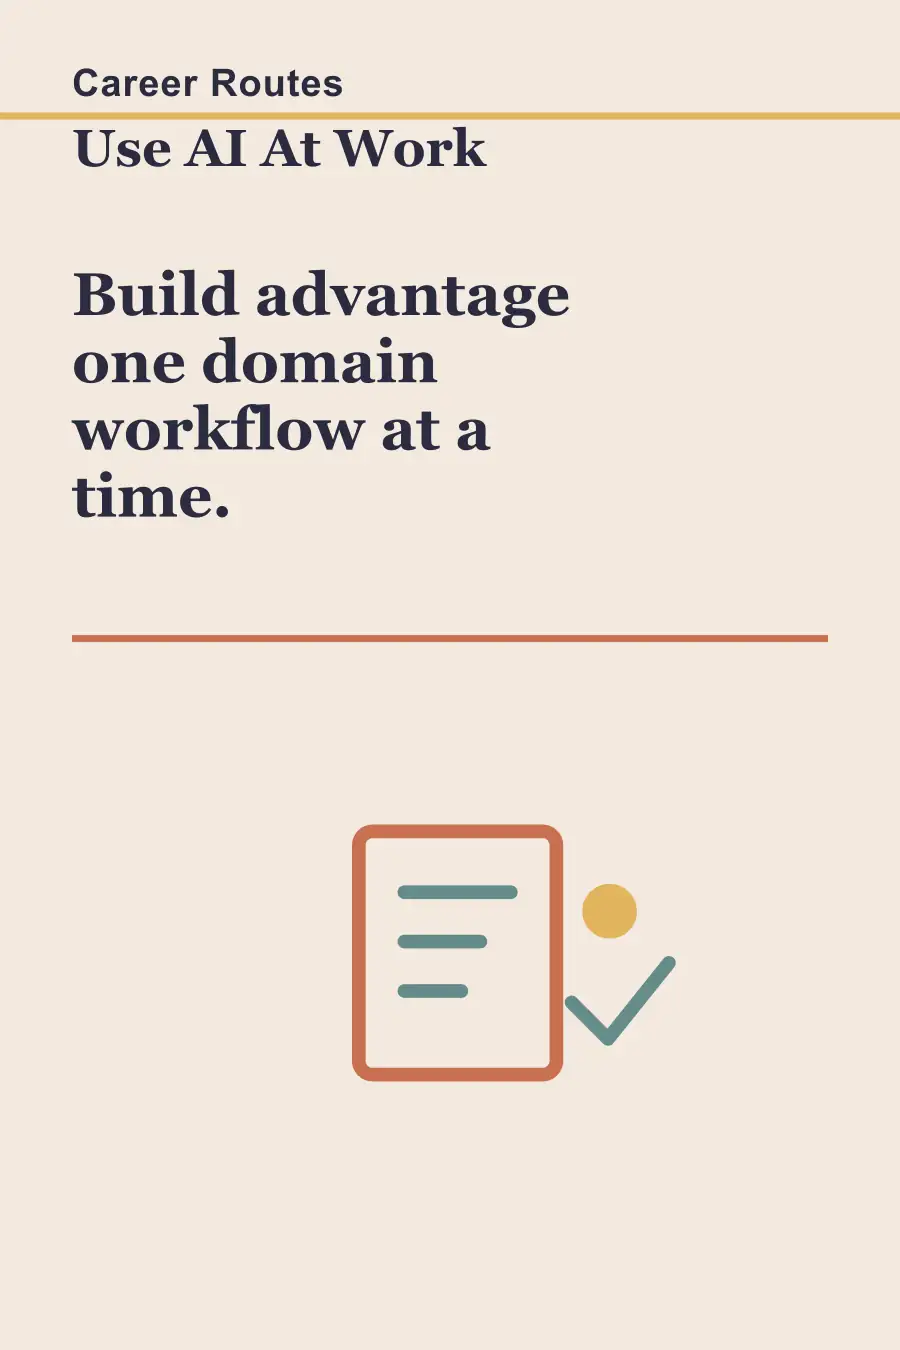 Career Routes
Use AI At Work
Build advantage
one domain
workflow at a
time.